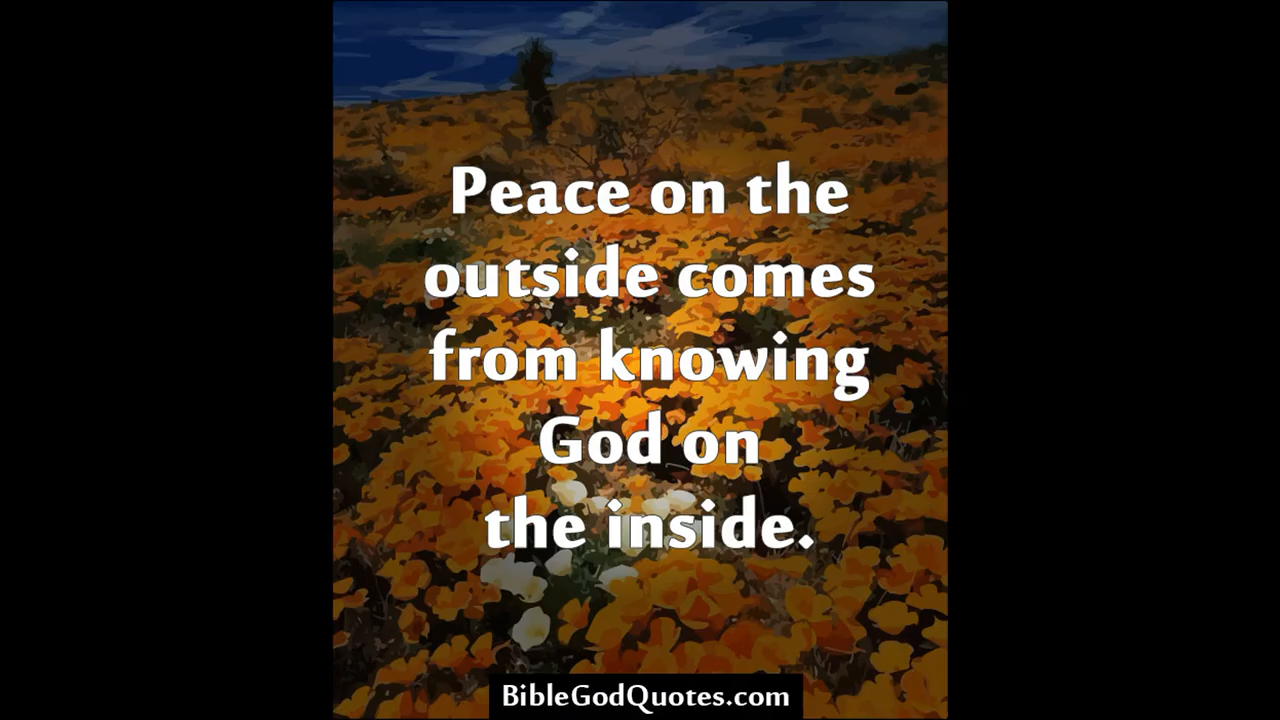 Peace on the
outside comes
from knowing
God on
the inside.
BibleGodQuotes.com